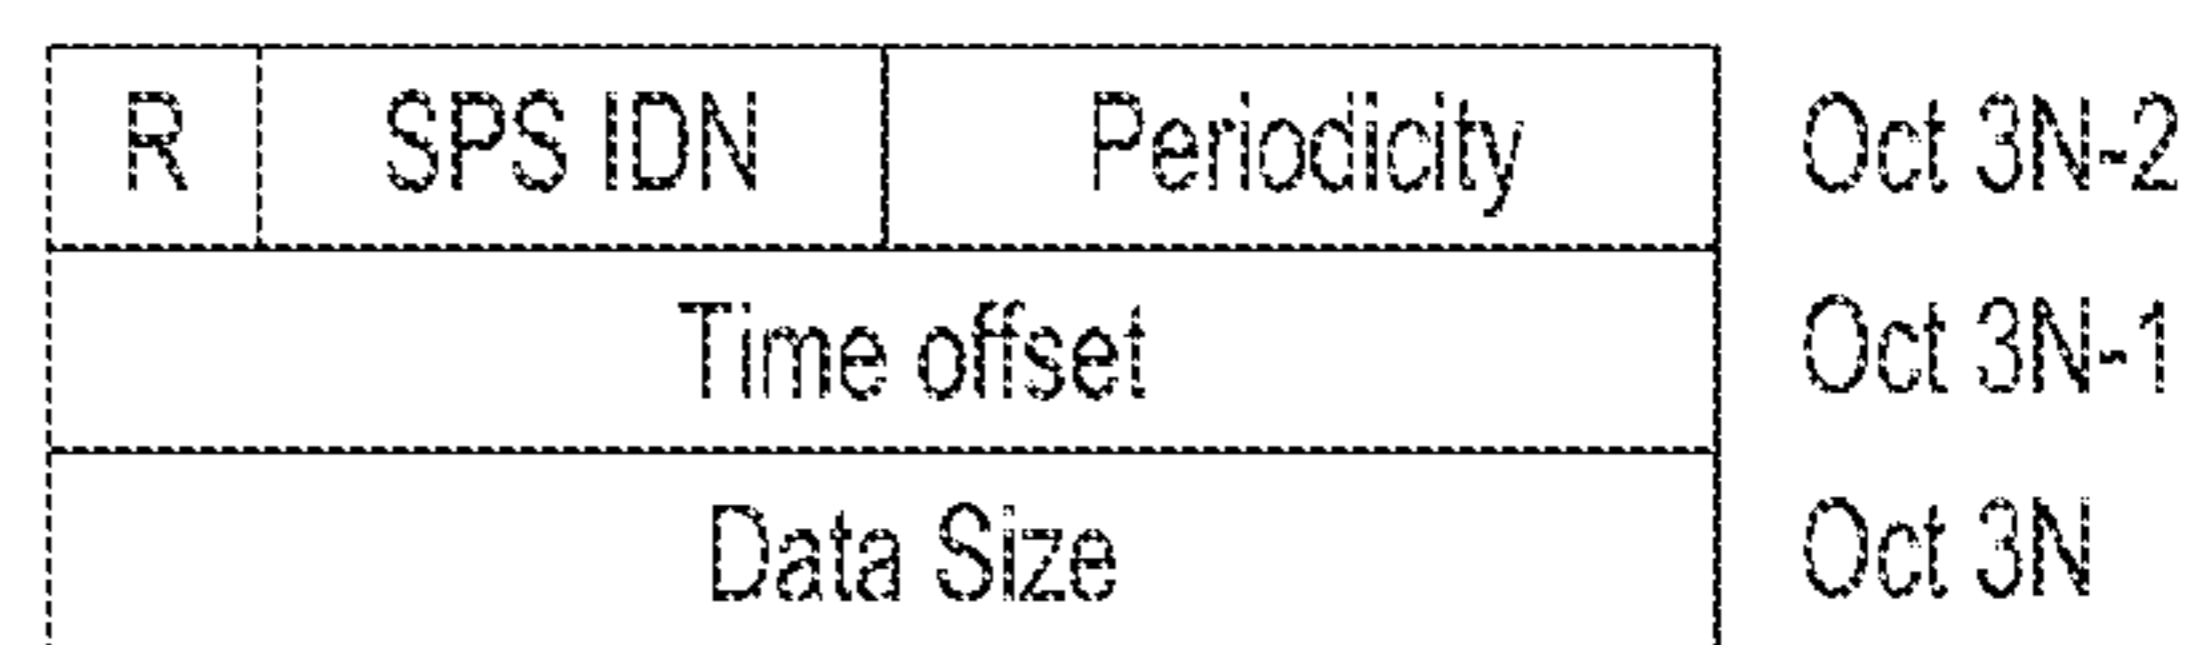 R SPS IDN Periodicity Oct 3N-2
Time offset Oct 3N-1
Data Size Oct 3N